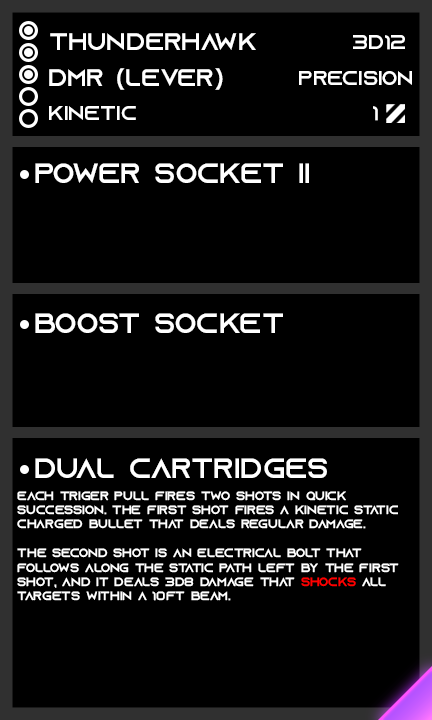 THUNDERHAWK 3D12
DMR (LEVER) PRECISION
KINETIC 1
•POWER SOCKET II
•BOOST SOCKET
•DUAL CARTRIDGES
EACH TRIGER PULL FIRES TWO SHOTS IN QUICK
SUCCESSION. THE FIRST SHOT FIRES A KINETIC STATIC
CHARGED BULLET THAT DEALS REGULAR DAMAGE.
THE SECOND SHOT IS AN ELECTRICAL BOLT THAT
FOLLOWS ALONG THE STATIC PATH LEFT BY THE FIRST
SHOT, AND IT DEALS 3D8 DAMAGE THAT SHOCKS ALL
TARGETS WITHIN A 10FT BEAM.